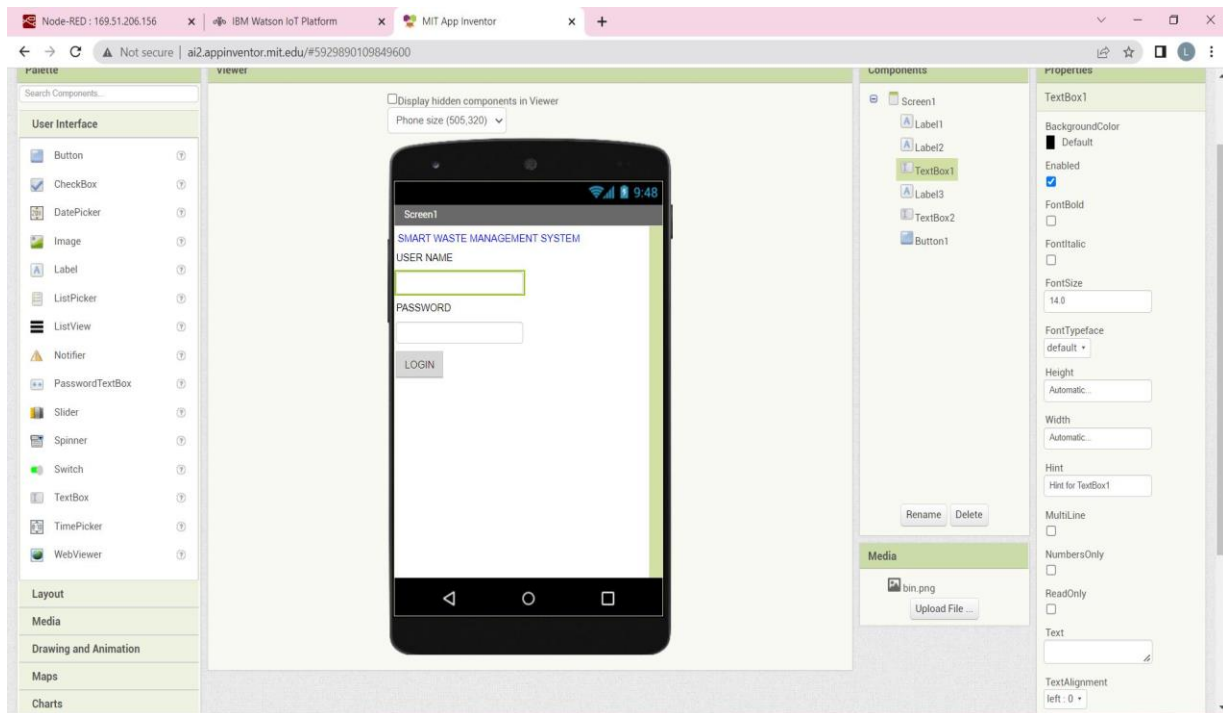 Node-RED : 169.51.206.156
IBM Watson IoT Platform
MIT App Inventor
Not secure | ai2.appinventor.mit.edu/#5929890109849600
L
Palette
Viewer
Components
Properties
Search Components...
User Interface
Button
CheckBox
DatePicker
Image
Label
ListPicker
ListView
Notifier
PasswordTextBox
Slider
Spinner
Switch
TextBox
TimePicker
WebViewer
Layout
Media
Drawing and Animation
Maps
Charts
Display hidden components in Viewer
Phone size (505,320)
9:48
Screen1
SMART WASTE MANAGEMENT SYSTEM
USER NAME
PASSWORD
LOGIN
Screen1
Label1
Label2
TextBox1
Label3
TextBox2
Button1
Rename Delete
Media
bin.png
Upload File ...
TextBox1
BackgroundColor
Default
Enabled
FontBold
FontItalic
FontSize
14.0
FontTypeface
default
Height
Automatic...
Width
Automatic...
Hint
Hint for TextBox1
MultiLine
NumbersOnly
ReadOnly
Text
TextAlignment
left : 0